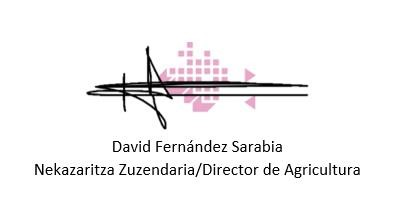 David Fernández Sarabia
Nekazaritza Zuzendaria/Director de Agricultura